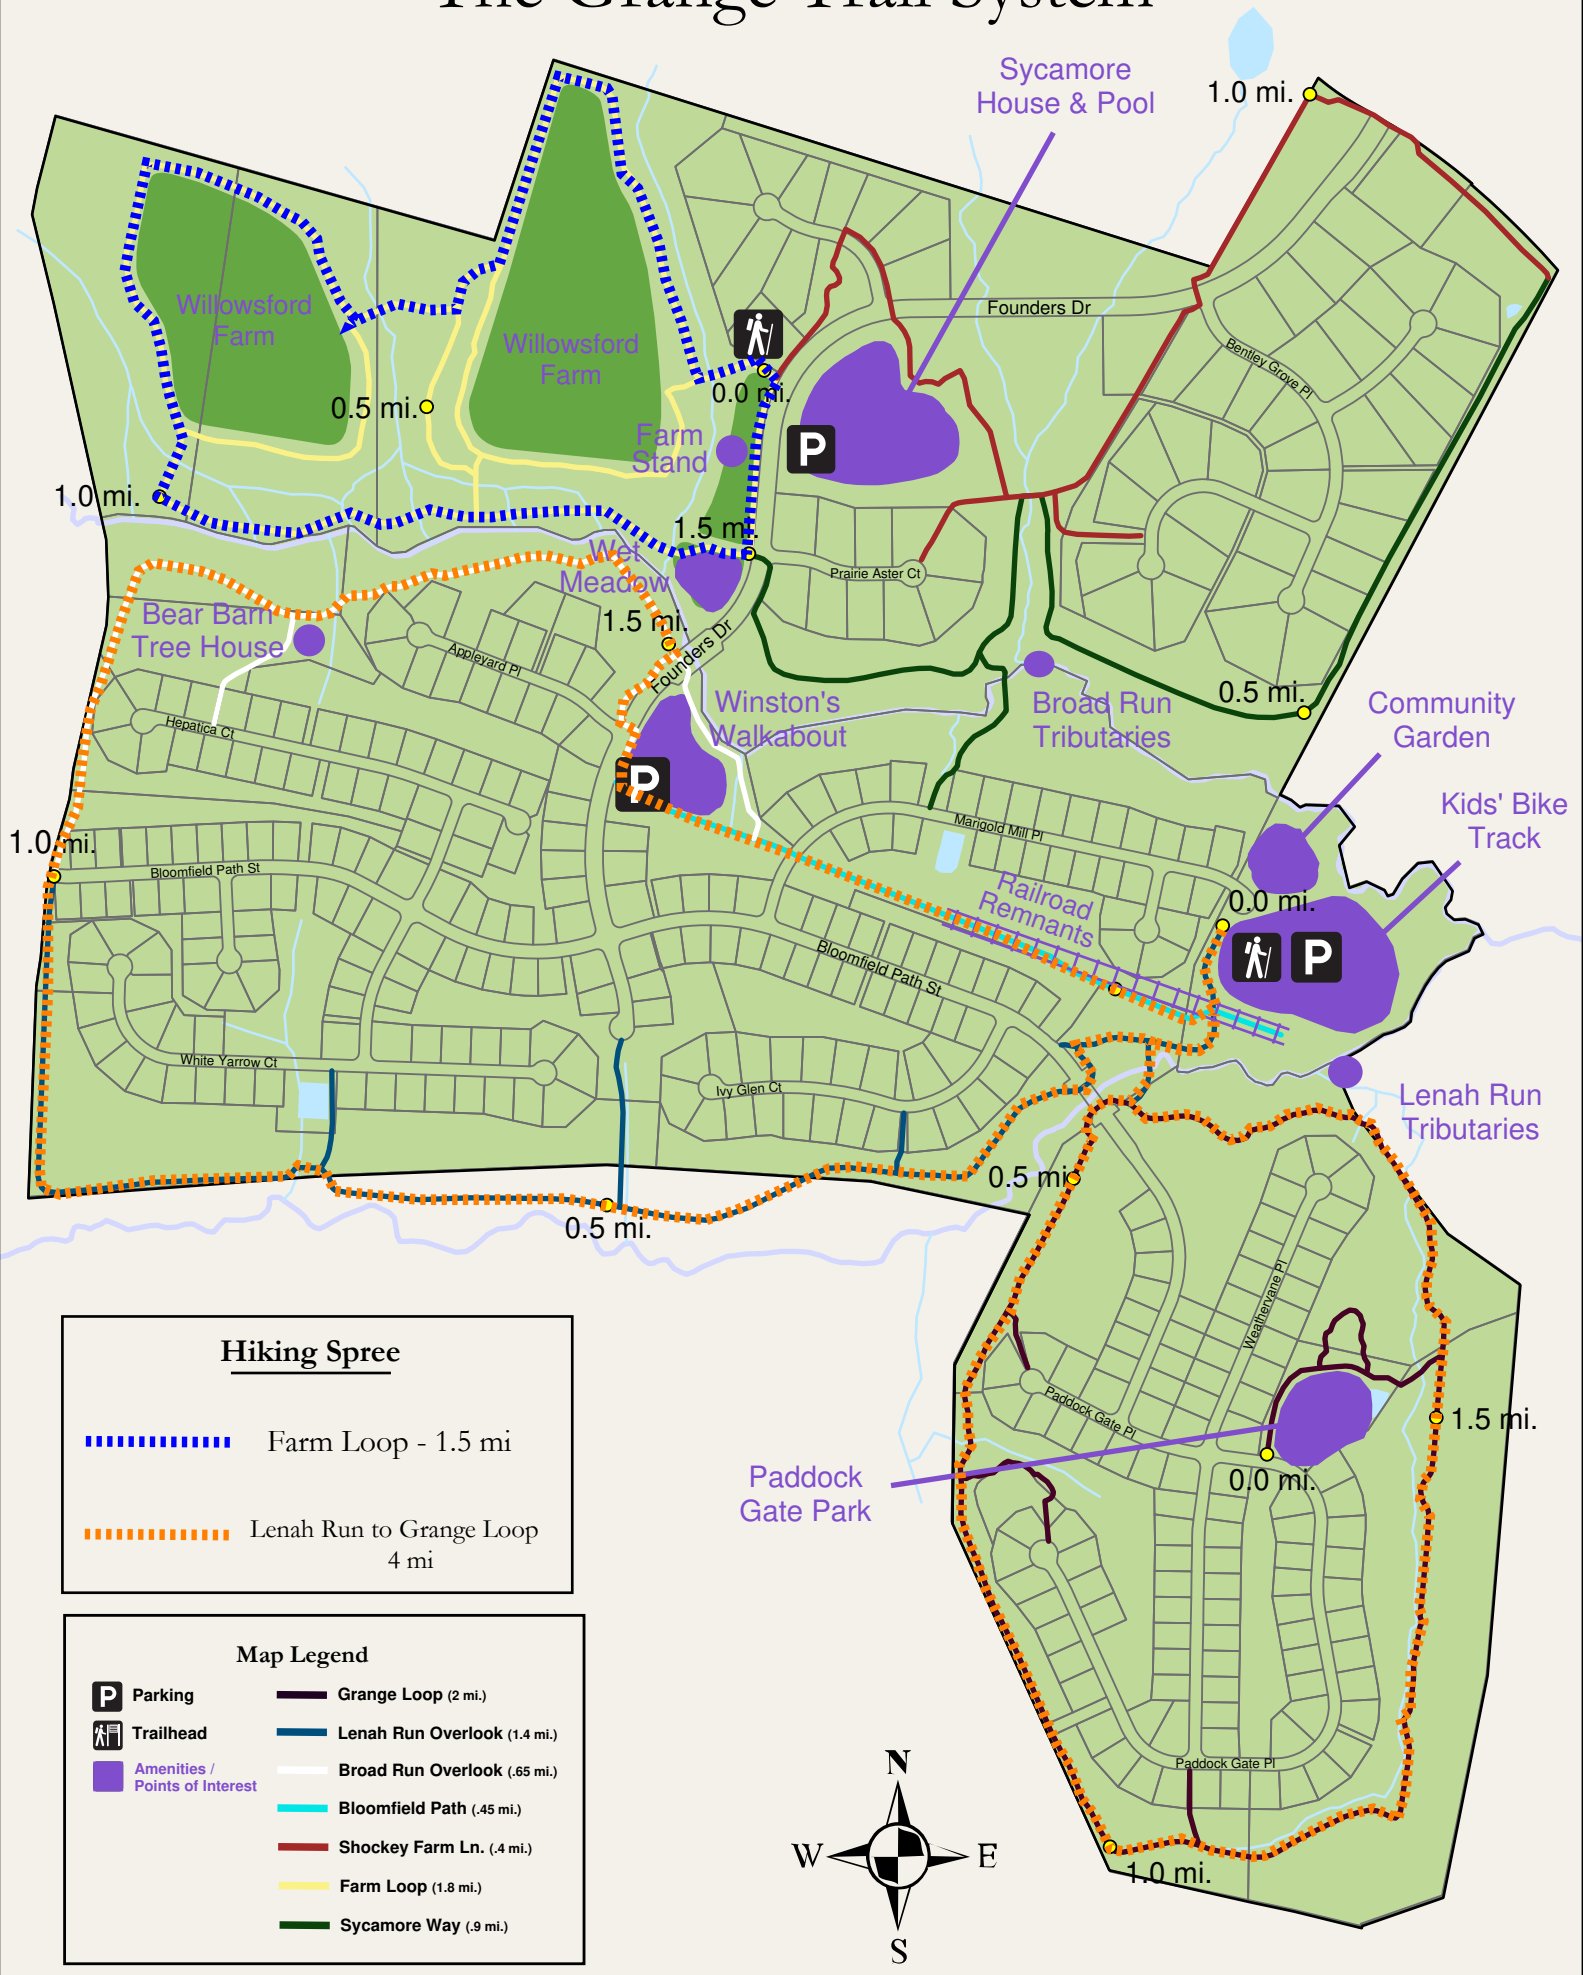 The Grange Trail System
Sycamore
House & Pool
1.0 mi.
Willowsford
Farm
Willowsford
Farm
Founders Dr
Bentley Grove Pl
0.0 mi.
0.5 mi.
Farm
Stand
P
1.0 mi.
1.5 mi.
Wet
Meadow
Prairie Aster Ct
Bear Barn
Tree House
1.5 mi.
Founders Dr
Appleyard Pl
Hepatica Ct
Winston's
Walkabout
Broad Run
Tributaries
0.5 mi.
Community
Garden
P
Kids' Bike
Track
1.0 mi.
Marigold Mill Pl
Bloomfield Path St
Railroad
Remnants
0.0 mi.
P
Bloomfield Path St
White Yarrow Ct
Ivy Glen Ct
Lenah Run
Tributaries
0.5 mi.
0.5 mi.
Weathervane Pl
Paddock Gate Pl
1.5 mi.
Paddock
Gate Park
0.0 mi.
Paddock Gate Pl
1.0 mi.
Hiking Spree
Farm Loop - 1.5 mi
Lenah Run to Grange Loop
4 mi
Map Legend
P Parking
Trailhead
Amenities /
Points of Interest
Grange Loop (2 mi.)
Lenah Run Overlook (1.4 mi.)
Broad Run Overlook (.65 mi.)
Bloomfield Path (.45 mi.)
Shockey Farm Ln. (.4 mi.)
Farm Loop (1.8 mi.)
Sycamore Way (.9 mi.)
N
W E
S